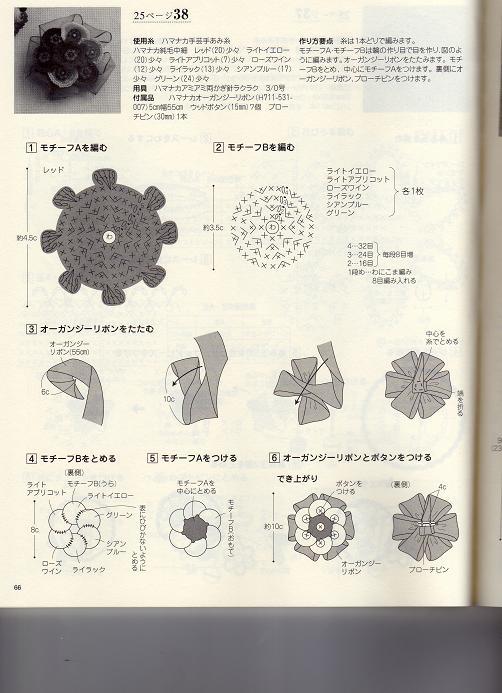 25ページ38
使用糸 ハマナカ手芸手あみ糸
ハマナカ純毛中細 レッド(20)少々 ライトイエロー
(20)少々 ライトアプリコット(7)少々 ローズワイン
(12)少々 ライラック(13)少々 シアンブルー(17)
少々 グリーン(24)少々
用具 ハマナカアミアミ両かぎ針ラクラク 3/0号
付属品 ハマナカオーガンジーリボン(H711-531-
007)5cm幅55cm ウッドボタン(15mm)7個 ブロー
チピン(30mm)1本
作り方要点 糸は1本どりで編みます。
モチーフA・モチーフBは輪の作り目で目を作り、図のよ
うに編みます。オーガンジーリボンをたたみます。モチ
ーフBをとめ、中心にモチーフAをつけます。裏側にオ
ーガンジーリボン、ブローチピンをつけます。
1 モチーフAを編む
レッド
約4.5c
わ
2 モチーフBを編む
約3.5c
わ
ライトイエロー
ライトアプリコット
ローズワイン
ライラック
シアンブルー
グリーン
各1枚
4…32目
3…24目
2…16目
毎段8目増
1段め…わにこま編み
8目編み入れる
3 オーガンジーリボンをたたむ
オーガンジー
リボン(55cm)
6c
10c
中心を
糸でとめる
端を折る
4 モチーフBをとめる
(裏側)
ライト
アプリコット
モチーフB(うら)
ライトイエロー
グリーン
シアン
ブルー
ライラック
ローズ
ワイン
8c
表にひびかないように
とめる
5 モチーフAをつける
モチーフAを
中心にとめる
モチーフB(おもて)
6 オーガンジーリボンとボタンをつける
でき上がり
ボタンを
つける
約10c
オーガンジー
リボン
(裏側)
4c
ブローチピン
66